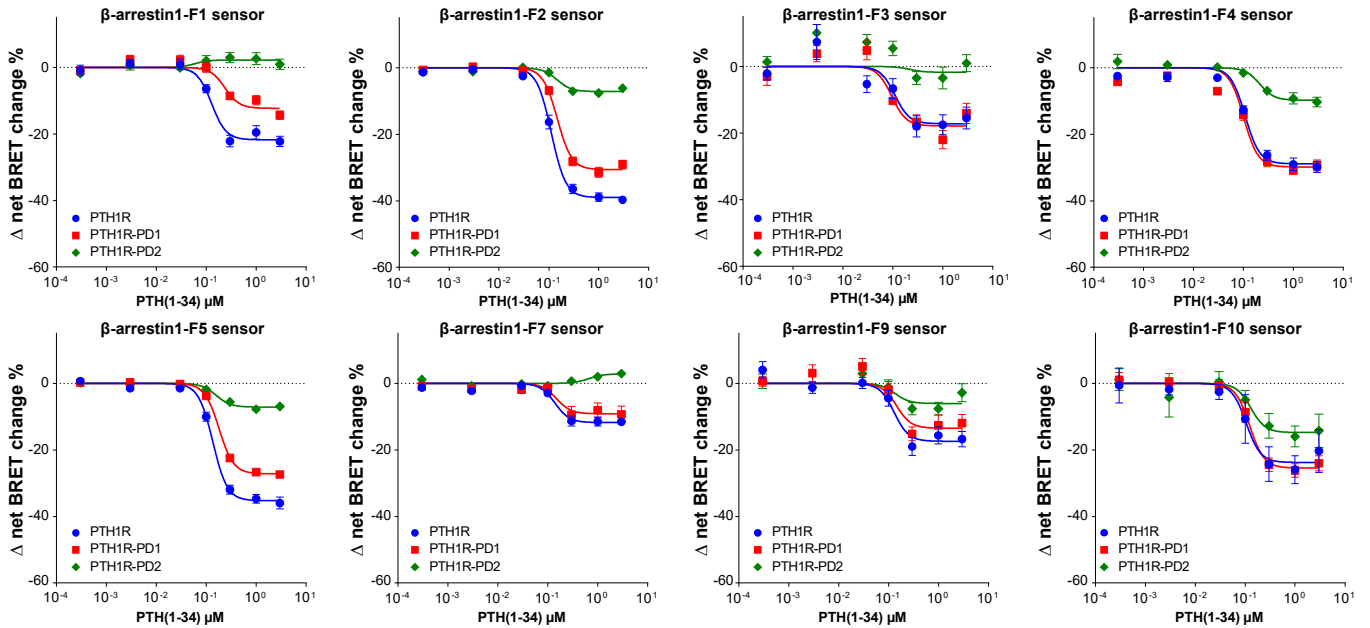 β-arrestin1-F1 sensor
Δ net BRET change %
0
-20
-40
-60
PTH1R
PTH1R-PD1
PTH1R-PD2
10⁻⁴ 10⁻³ 10⁻² 10⁻¹ 10⁰ 10¹
PTH(1-34) µM
β-arrestin1-F2 sensor
Δ net BRET change %
0
-20
-40
-60
PTH1R
PTH1R-PD1
PTH1R-PD2
10⁻⁴ 10⁻³ 10⁻² 10⁻¹ 10⁰ 10¹
PTH(1-34) µM
β-arrestin1-F3 sensor
Δ net BRET change %
0
-20
-40
-60
PTH1R
PTH1R-PD1
PTH1R-PD2
10⁻⁴ 10⁻³ 10⁻² 10⁻¹ 10⁰ 10¹
PTH(1-34) µM
β-arrestin1-F4 sensor
Δ net BRET change %
0
-20
-40
-60
PTH1R
PTH1R-PD1
PTH1R-PD2
10⁻⁴ 10⁻³ 10⁻² 10⁻¹ 10⁰ 10¹
PTH(1-34) µM
β-arrestin1-F5 sensor
Δ net BRET change %
0
-20
-40
-60
PTH1R
PTH1R-PD1
PTH1R-PD2
10⁻⁴ 10⁻³ 10⁻² 10⁻¹ 10⁰ 10¹
PTH(1-34) µM
β-arrestin1-F7 sensor
Δ net BRET change %
0
-20
-40
-60
PTH1R
PTH1R-PD1
PTH1R-PD2
10⁻⁴ 10⁻³ 10⁻² 10⁻¹ 10⁰ 10¹
PTH(1-34) µM
β-arrestin1-F9 sensor
Δ net BRET change %
0
-20
-40
-60
PTH1R
PTH1R-PD1
PTH1R-PD2
10⁻⁴ 10⁻³ 10⁻² 10⁻¹ 10⁰ 10¹
PTH(1-34) µM
β-arrestin1-F10 sensor
Δ net BRET change %
0
-20
-40
-60
PTH1R
PTH1R-PD1
PTH1R-PD2
10⁻⁴ 10⁻³ 10⁻² 10⁻¹ 10⁰ 10¹
PTH(1-34) µM